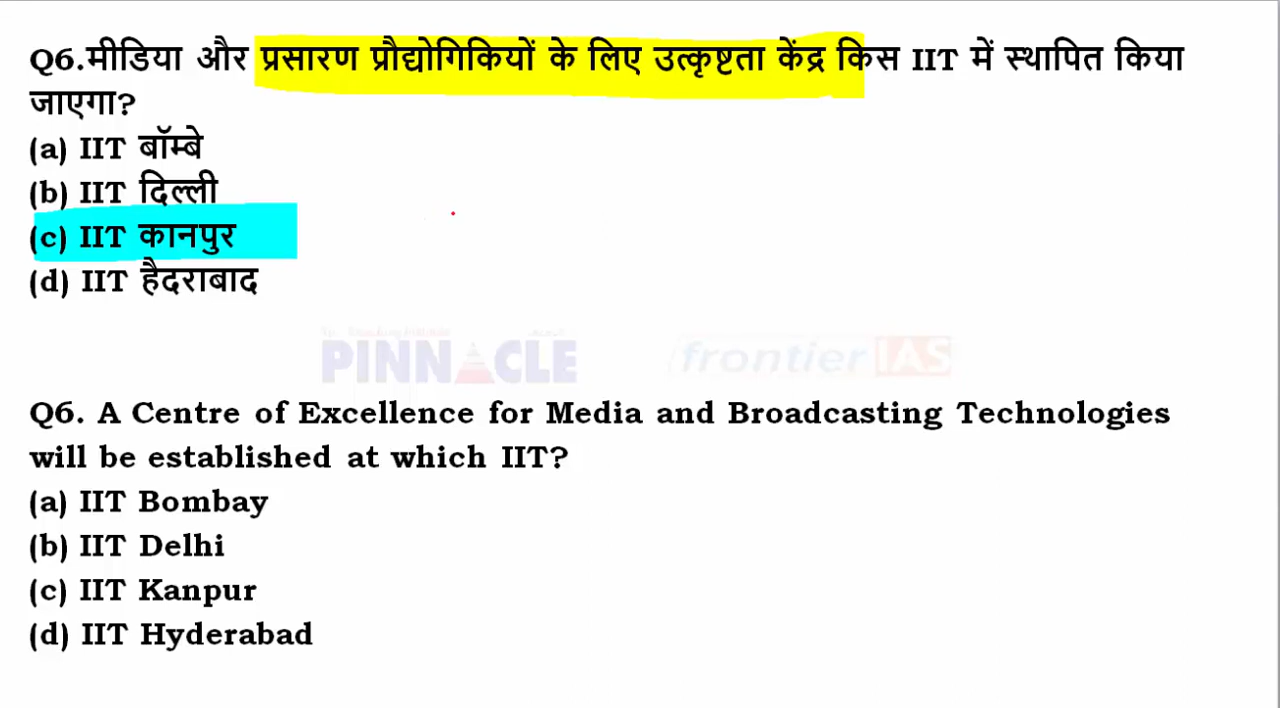 Q6.मीडिया और प्रसारण प्रौद्योगिकियों के लिए उत्कृष्टता केंद्र किस IIT में स्थापित किया
जाएगा?
(a) IIT बॉम्बे
(b) IIT दिल्ली
(c) IIT कानपुर
(d) IIT हैदराबाद
PINNACLE frontier IAS
Q6. A Centre of Excellence for Media and Broadcasting Technologies
will be established at which IIT?
(a) IIT Bombay
(b) IIT Delhi
(c) IIT Kanpur
(d) IIT Hyderabad